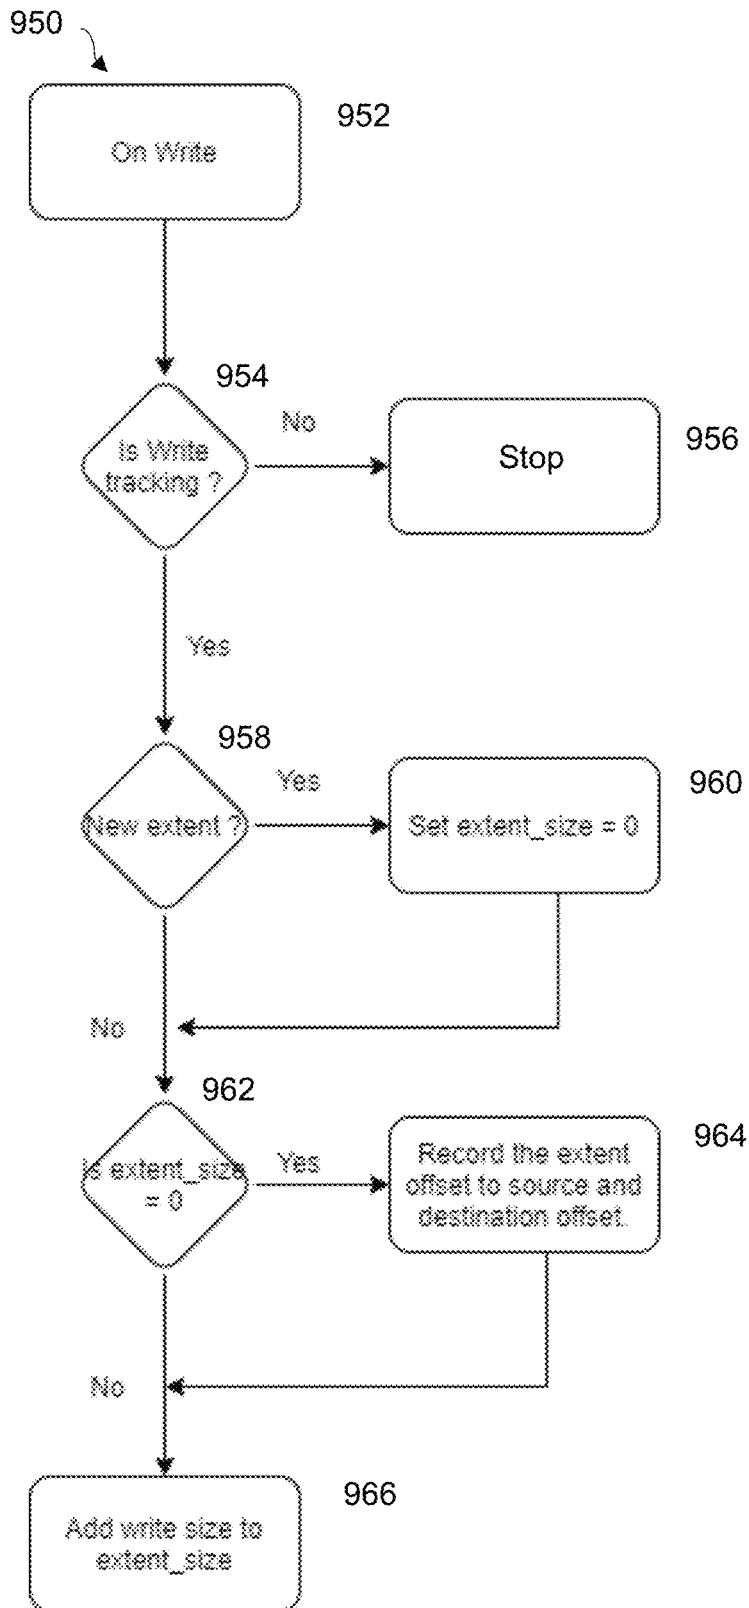 950
952
On Write
954
No
956
Is Write
tracking ?
Stop
Yes
958
Yes
960
New extent ?
Set extent_size = 0
No
962
964
Is extent_size
= 0
Yes
Record the extent
offset to source and
destination offset.
No
966
Add write size to
extent_size